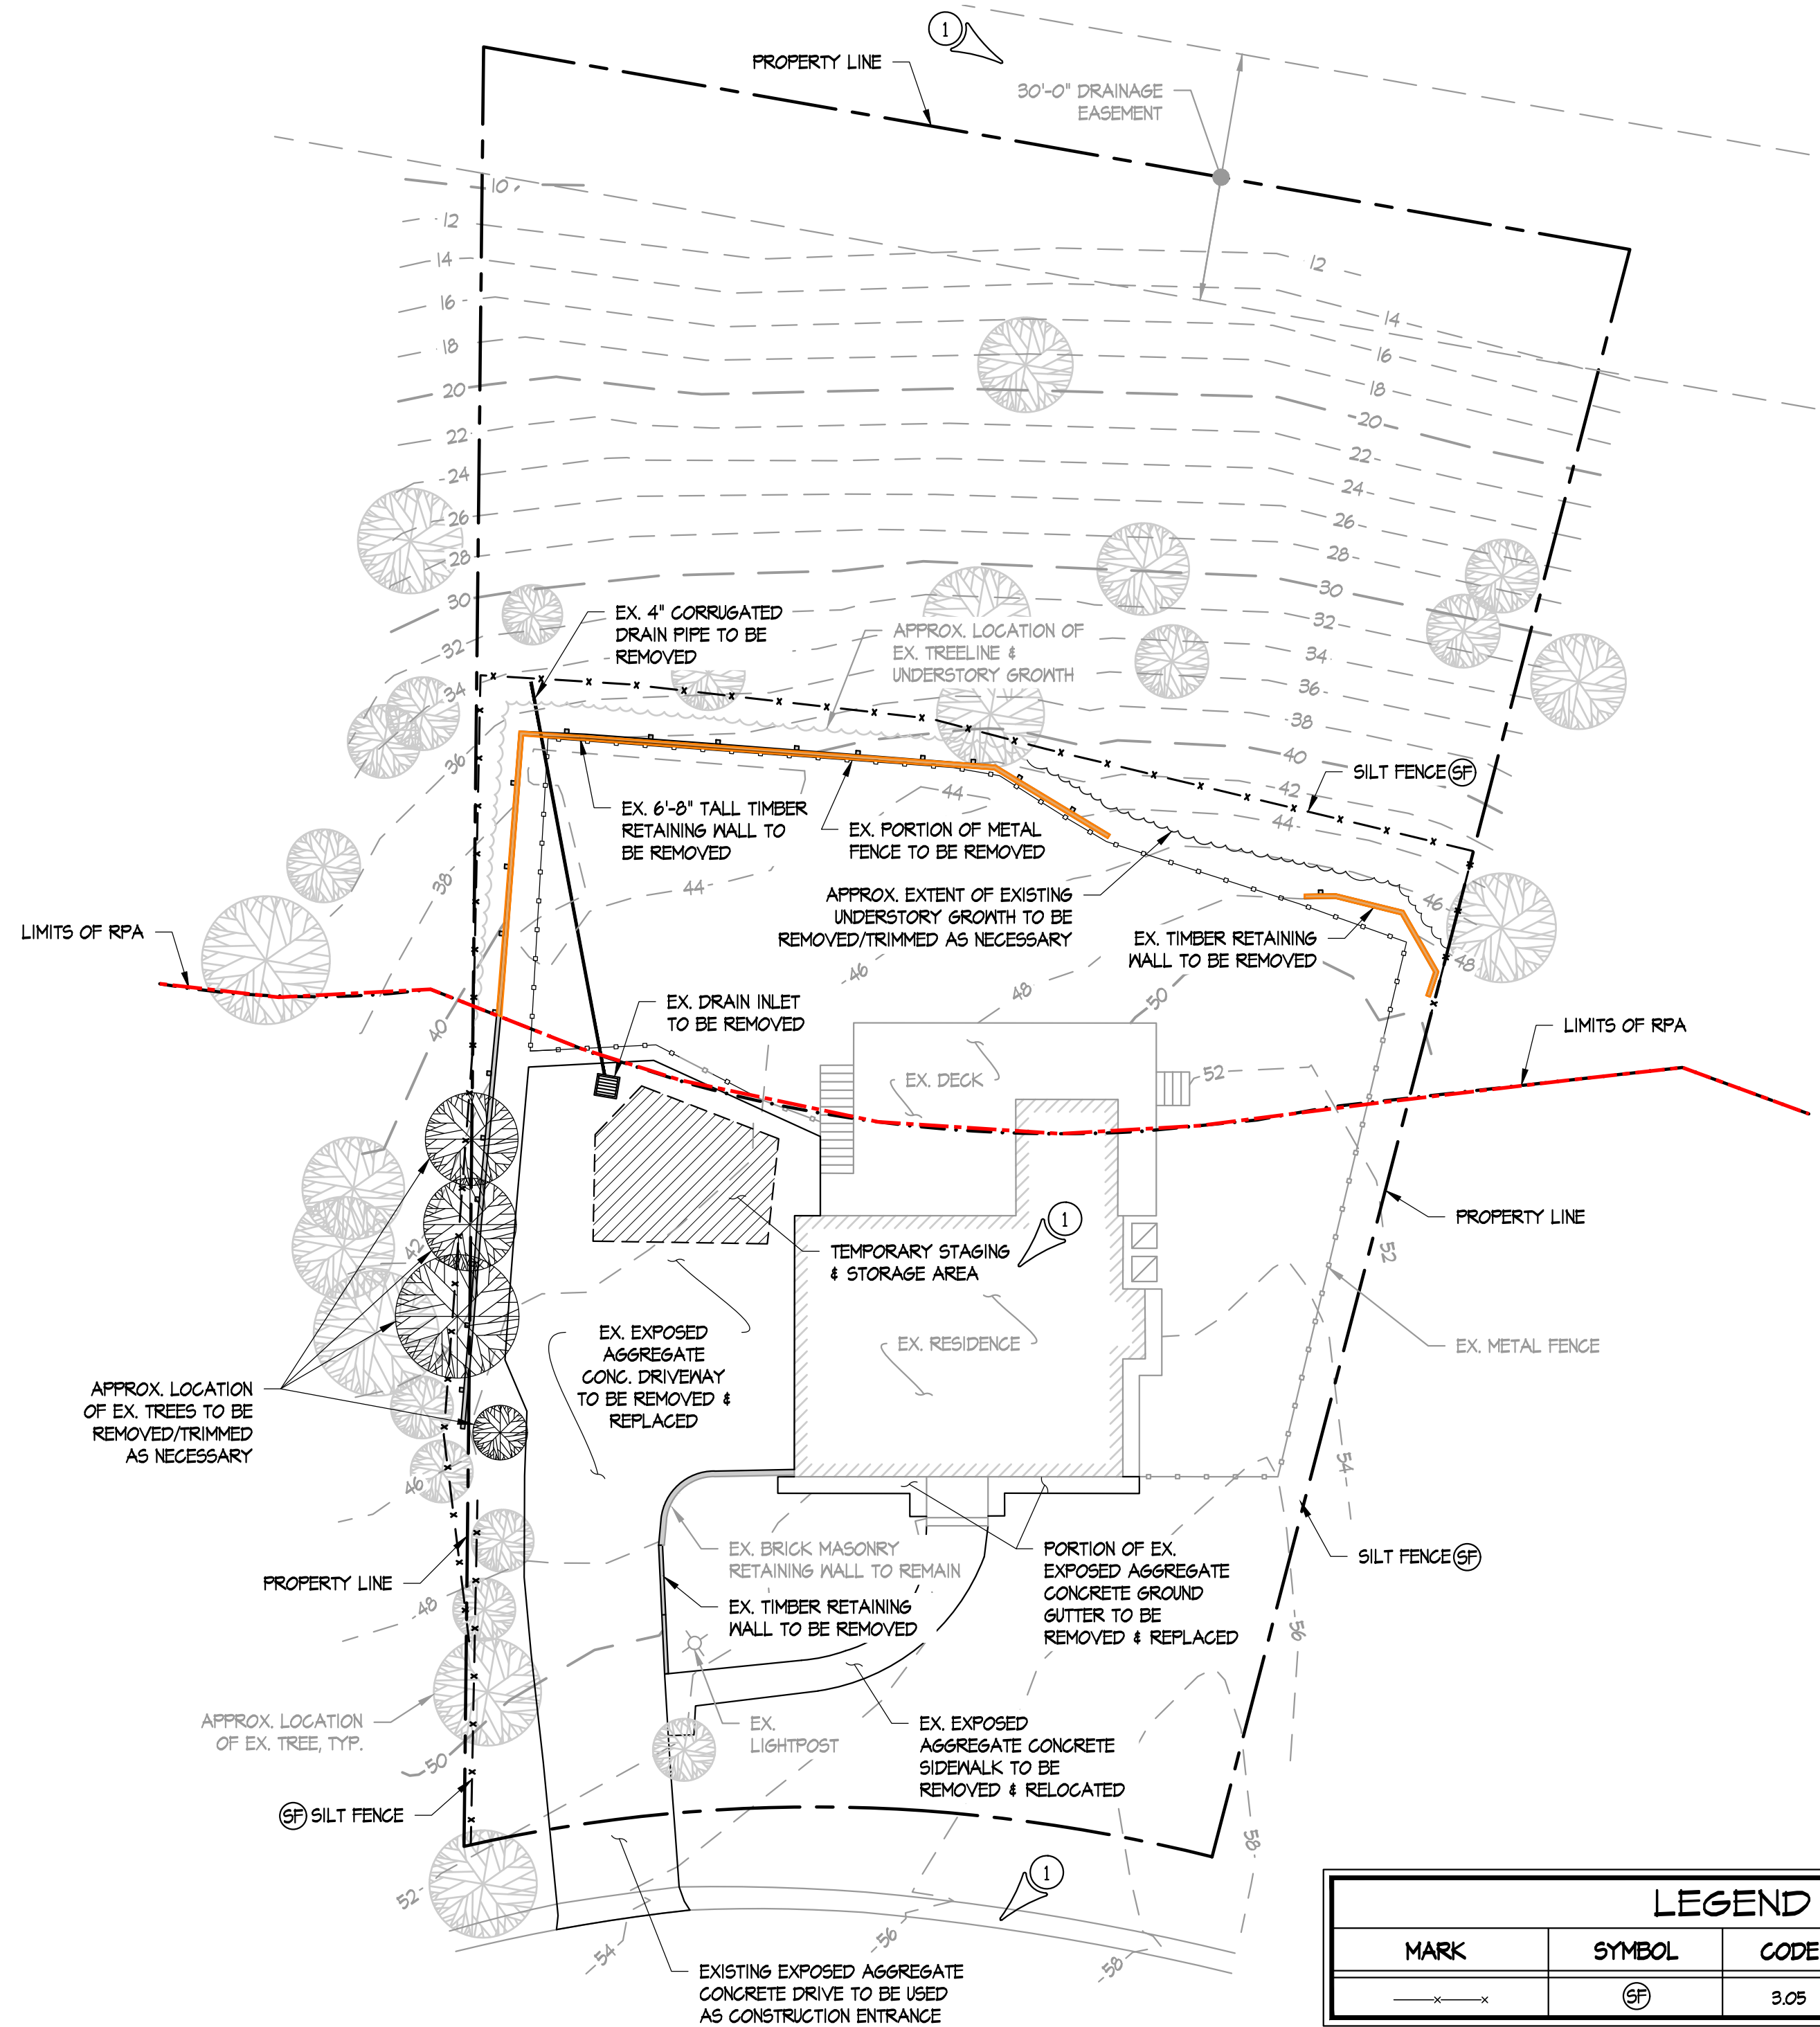 1
PROPERTY LINE
30'-0" DRAINAGE
EASEMENT
10
12
14
16
18
20
22
24
26
28
30
32
34
36
38
40
42
46
48
50
52
12
14
16
18
20
22
24
26
28
30
32
34
36
38
40
42
44
46
48
EX. 4" CORRUGATED
DRAIN PIPE TO BE
REMOVED
APPROX. LOCATION OF
EX. TREELINE &
UNDERSTORY GROWTH
SILT FENCE SF
44
EX. 6'-8" TALL TIMBER
RETAINING WALL TO
BE REMOVED
EX. PORTION OF METAL
FENCE TO BE REMOVED
44
APPROX. EXTENT OF EXISTING
UNDERSTORY GROWTH TO BE
REMOVED/TRIMMED AS NECESSARY
EX. TIMBER RETAINING
WALL TO BE REMOVED
LIMITS OF RPA
46
48
50
EX. DRAIN INLET
TO BE REMOVED
LIMITS OF RPA
EX. DECK
52
PROPERTY LINE
1
TEMPORARY STAGING
& STORAGE AREA
52
EX. EXPOSED
AGGREGATE
CONC. DRIVEWAY
TO BE REMOVED &
REPLACED
EX. RESIDENCE
EX. METAL FENCE
APPROX. LOCATION
OF EX. TREES TO BE
REMOVED/TRIMMED
AS NECESSARY
54
EX. BRICK MASONRY
RETAINING WALL TO REMAIN
EX. TIMBER RETAINING
WALL TO BE REMOVED
PORTION OF EX.
EXPOSED AGGREGATE
CONCRETE GROUND
GUTTER TO BE
REMOVED & REPLACED
SILT FENCE SF
PROPERTY LINE
56
APPROX. LOCATION
OF EX. TREE, TYP.
EX.
LIGHTPOST
EX. EXPOSED
AGGREGATE CONCRETE
SIDEWALK TO BE
REMOVED & RELOCATED
SF SILT FENCE
58
1
54
56
58
EXISTING EXPOSED AGGREGATE
CONCRETE DRIVE TO BE USED
AS CONSTRUCTION ENTRANCE
LEGEND
MARK SYMBOL CODE
SF 3.05